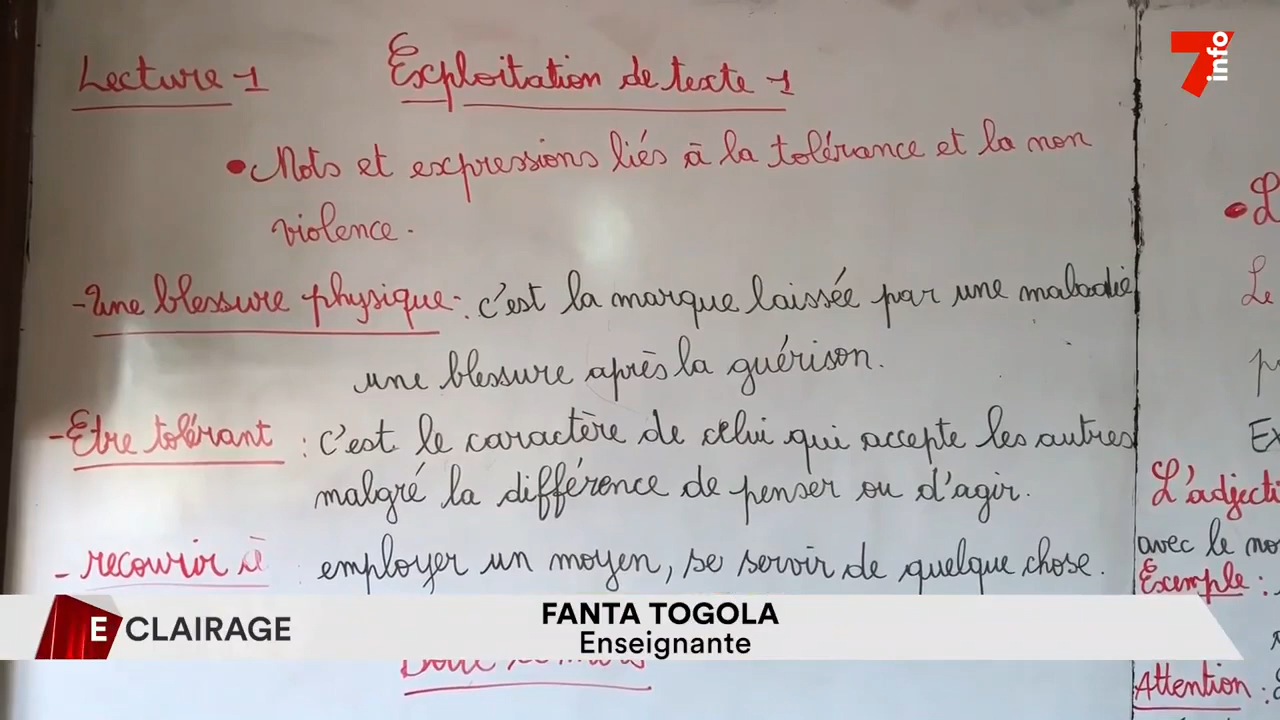 7 info
Lecture 1 Exploitation de texte 1
• Mots et expressions liés à la tolérance et la non
violence.
- Une blessure physique : c'est la marque laissée par une maladie
une blessure après la guérison.
- Etre tolérant : c'est le caractère de celui qui accepte les autres
malgré la différence de penser ou d'agir.
- recourir à : employer un moyen, se servir de quelque chose.
• L
Le
p
Ex
L'adjecti
avec le no
Exemple :
Attention :
ECLAIRAGE
FANTA TOGOLA
Enseignante